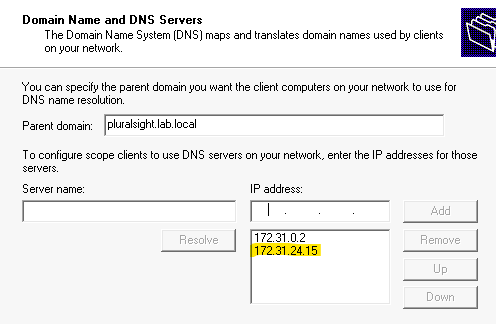 Domain Name and DNS Servers
The Domain Name System (DNS) maps and translates domain names used by clients
on your network.
You can specify the parent domain you want the client computers on your network to use for
DNS name resolution.
Parent domain: pluralsight.lab.local
To configure scope clients to use DNS servers on your network, enter the IP addresses for those
servers.
Server name: IP address:
. . . Add
Resolve 172.31.0.2 Remove
172.31.24.15
Up
Down